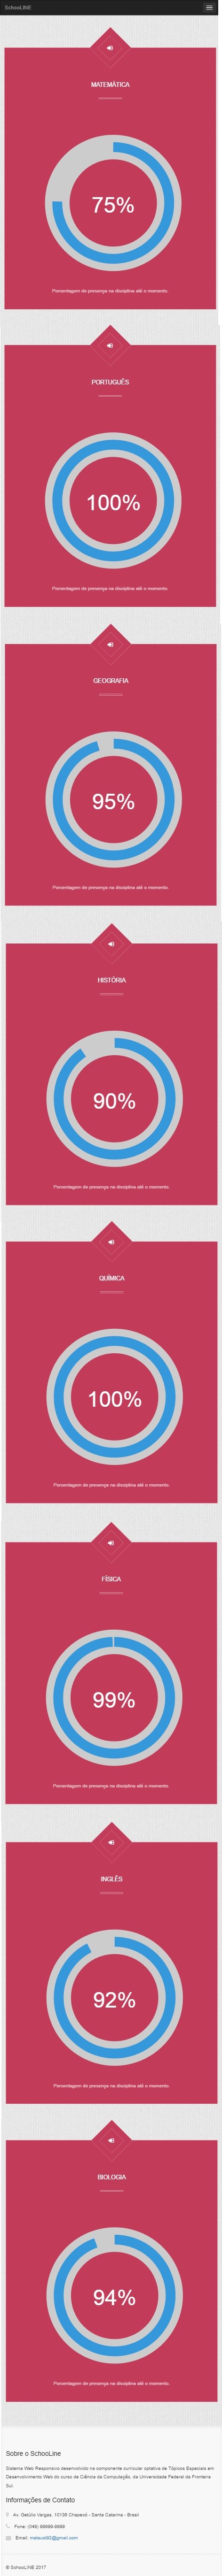 SchooLINE
MATEMÁTICA
75%
Porcentagem de presença na disciplina até o momento.
PORTUGUÊS
100%
Porcentagem de presença na disciplina até o momento.
GEOGRAFIA
95%
Porcentagem de presença na disciplina até o momento.
HISTÓRIA
90%
Porcentagem de presença na disciplina até o momento.
QUÍMICA
100%
Porcentagem de presença na disciplina até o momento.
FÍSICA
99%
Porcentagem de presença na disciplina até o momento.
INGLÊS
92%
Porcentagem de presença na disciplina até o momento.
BIOLOGIA
94%
Porcentagem de presença na disciplina até o momento.
Sobre o SchooLine
Sistema Web Responsivo desenvolvido na componente curricular optativa de Tópicos Especiais em
Desenvolvimento Web do curso de Ciência da Computação, da Universidade Federal da Fronteira
Sul.
Informações de Contato
Av. Getúlio Vargas, 10136 Chapecó - Santa Catarina - Brasil
Fone: (049) 99999-9999
Email:
© SchooLINE 2017